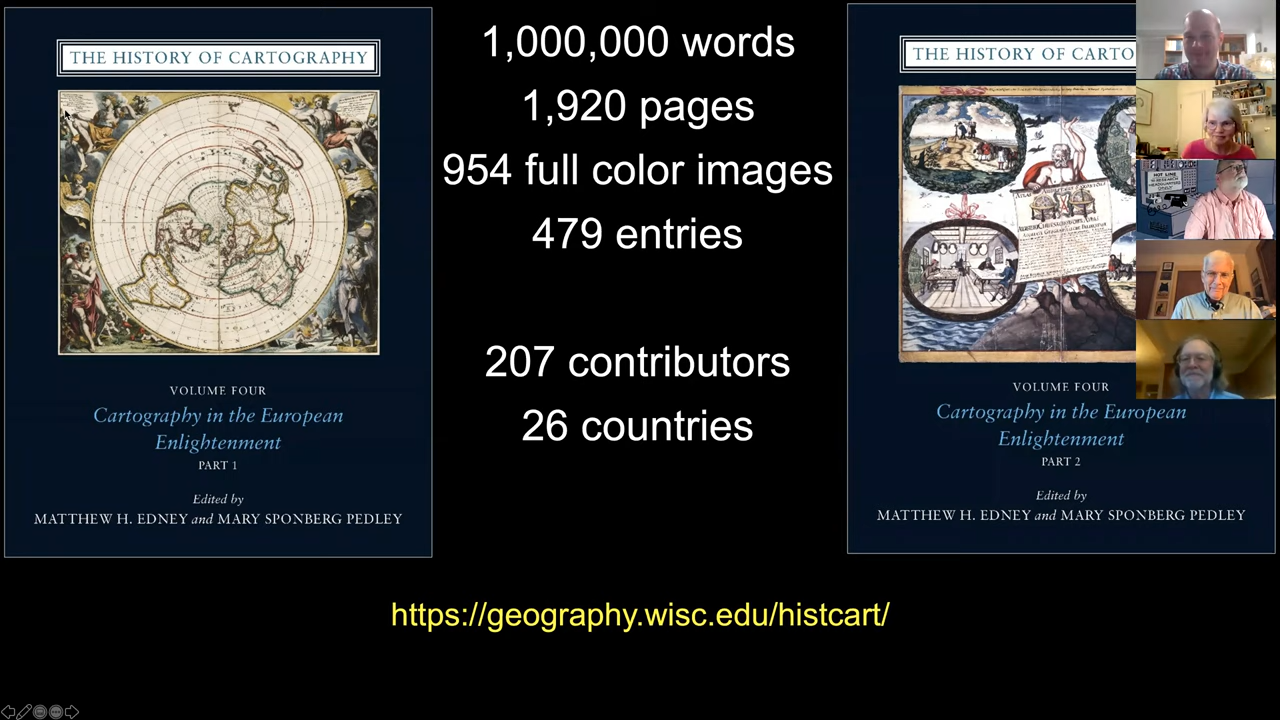 THE HISTORY OF CARTOGRAPHY
VOLUME FOUR
Cartography in the European
Enlightenment
PART 1
Edited by
MATTHEW H. EDNEY and MARY SPONBERG PEDLEY
1,000,000 words
1,920 pages
954 full color images
479 entries
207 contributors
26 countries
THE HISTORY OF CARTO
VOLUME FOUR
Cartography in the European
Enlightenment
PART 2
Edited by
MATTHEW H. EDNEY and MARY SPONBERG PEDLEY
HOT LINE
https://geography.wisc.edu/histcart/